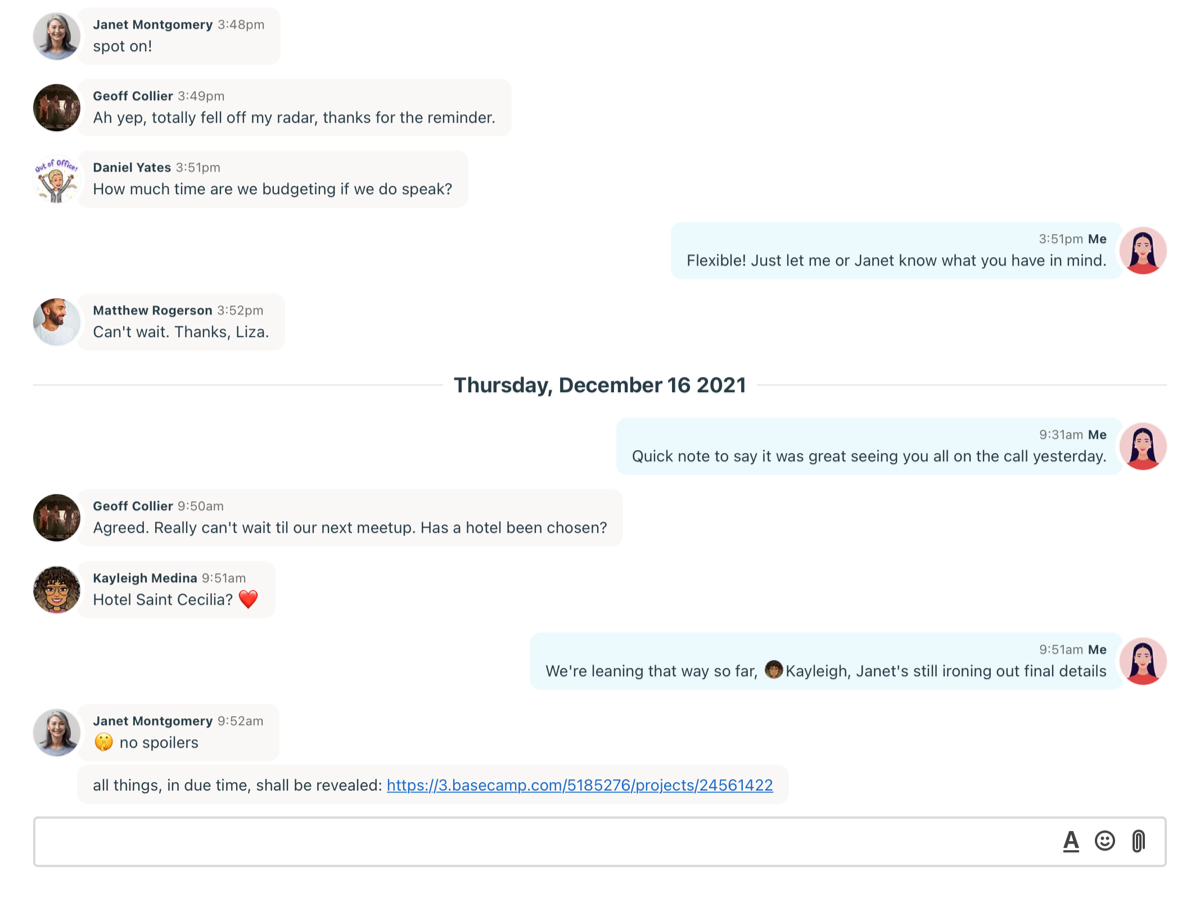 Janet Montgomery 3:48pm
spot on!
Geoff Collier 3:49pm
Ah yep, totally fell off my radar, thanks for the reminder.
Out of Office!
Daniel Yates 3:51pm
How much time are we budgeting if we do speak?
3:51pm Me
Flexible! Just let me or Janet know what you have in mind.
Matthew Rogerson 3:52pm
Can't wait. Thanks, Liza.
Thursday, December 16 2021
9:31am Me
Quick note to say it was great seeing you all on the call yesterday.
Geoff Collier 9:50am
Agreed. Really can't wait til our next meetup. Has a hotel been chosen?
Kayleigh Medina 9:51am
Hotel Saint Cecilia? ❤️
9:51am Me
We're leaning that way so far, Kayleigh, Janet's still ironing out final details
Janet Montgomery 9:52am
🤫 no spoilers
all things, in due time, shall be revealed: https://3.basecamp.com/5185276/projects/24561422
A